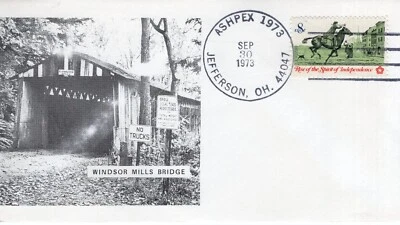 ASHPEX 1973
SEP
30
1973
JEFFERSON, OH. 44047
8
Rise of the Spirit of Independence
NO
TRUCKS
WINDSOR MILLS BRIDGE